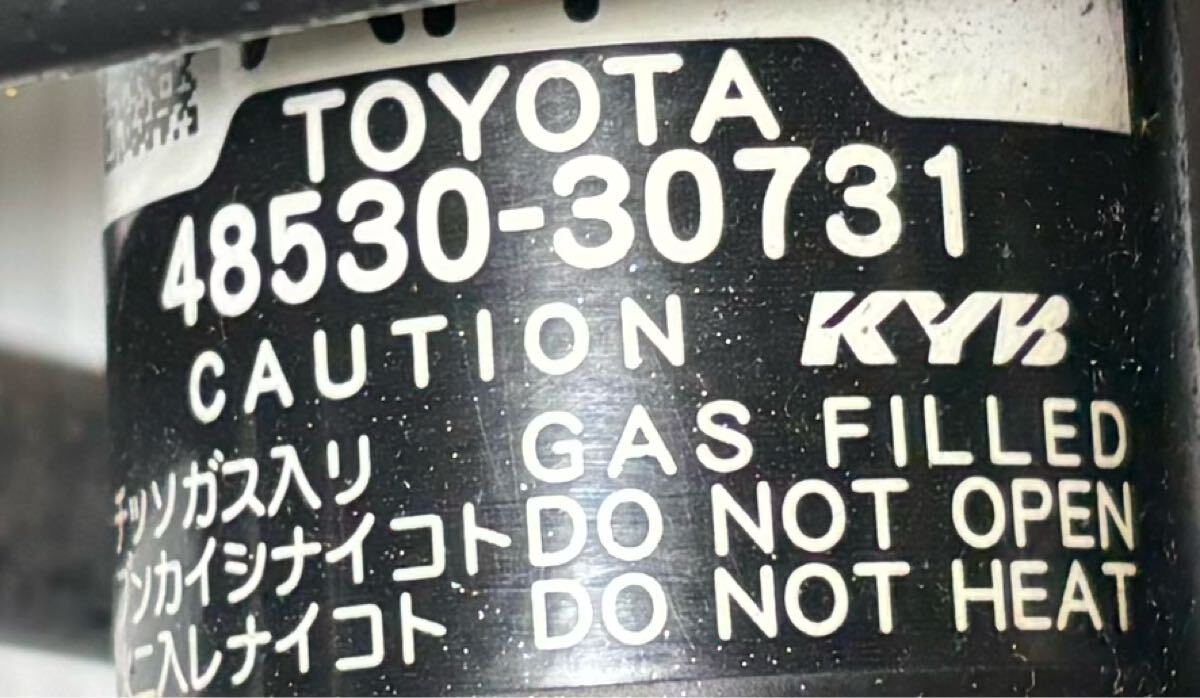 TOYOTA
48530-30731
CAUTION KYB
チッソガス入リ GAS FILLED
ブンカイシナイコト DO NOT OPEN
ニ入レナイコト DO NOT HEAT